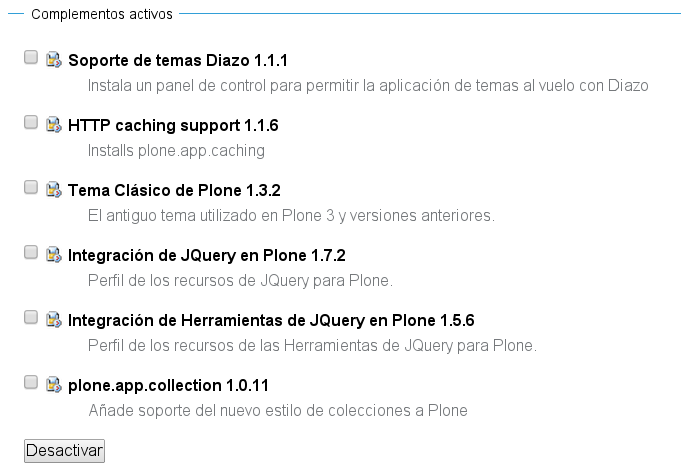 Complementos activos
Soporte de temas Diazo 1.1.1
Instala un panel de control para permitir la aplicación de temas al vuelo con Diazo
HTTP caching support 1.1.6
Installs plone.app.caching
Tema Clásico de Plone 1.3.2
El antiguo tema utilizado en Plone 3 y versiones anteriores.
Integración de JQuery en Plone 1.7.2
Perfil de los recursos de JQuery para Plone.
Integración de Herramientas de JQuery en Plone 1.5.6
Perfil de los recursos de las Herramientas de JQuery para Plone.
plone.app.collection 1.0.11
Añade soporte del nuevo estilo de colecciones a Plone
Desactivar